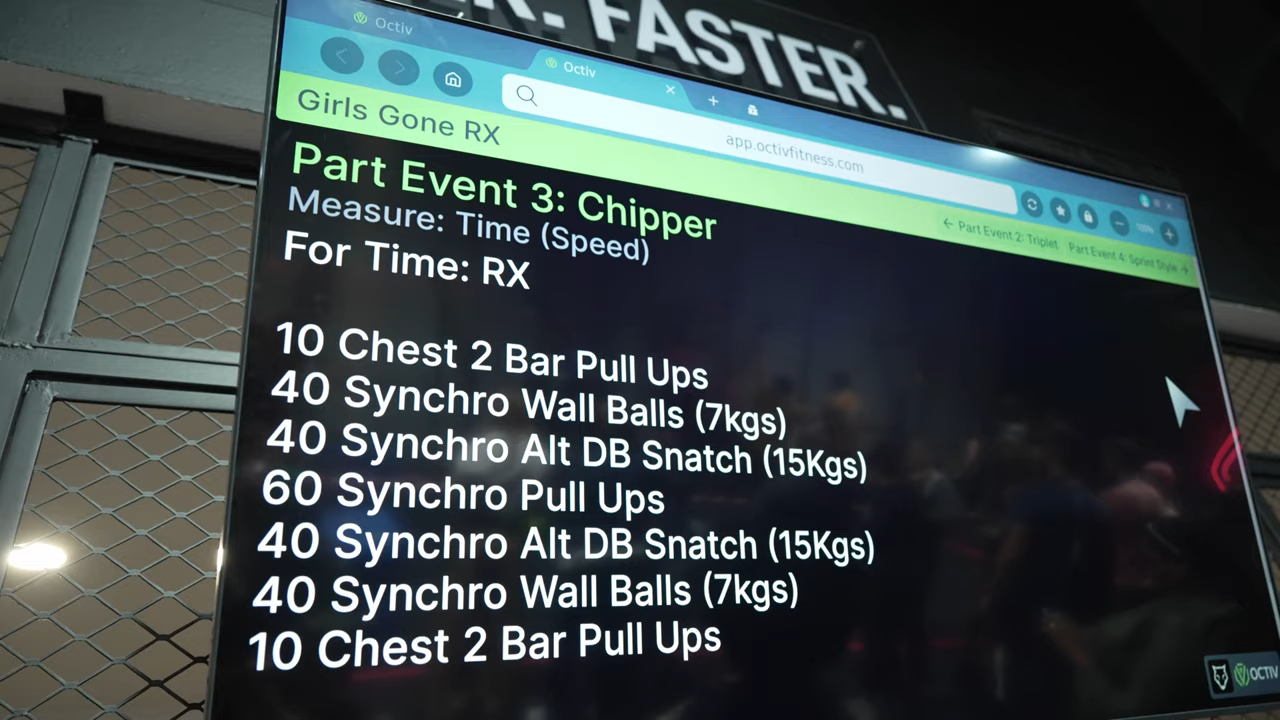 R. FASTER.
Octiv
Octiv
app.octivfitness.com
100%
Girls Gone RX
← Part Event 2: Triplet Part Event 4: Sprint Style →
Part Event 3: Chipper
Measure: Time (Speed)
For Time: RX
10 Chest 2 Bar Pull Ups
40 Synchro Wall Balls (7kgs)
40 Synchro Alt DB Snatch (15Kgs)
60 Synchro Pull Ups
40 Synchro Alt DB Snatch (15Kgs)
40 Synchro Wall Balls (7kgs)
10 Chest 2 Bar Pull Ups
OCTIV